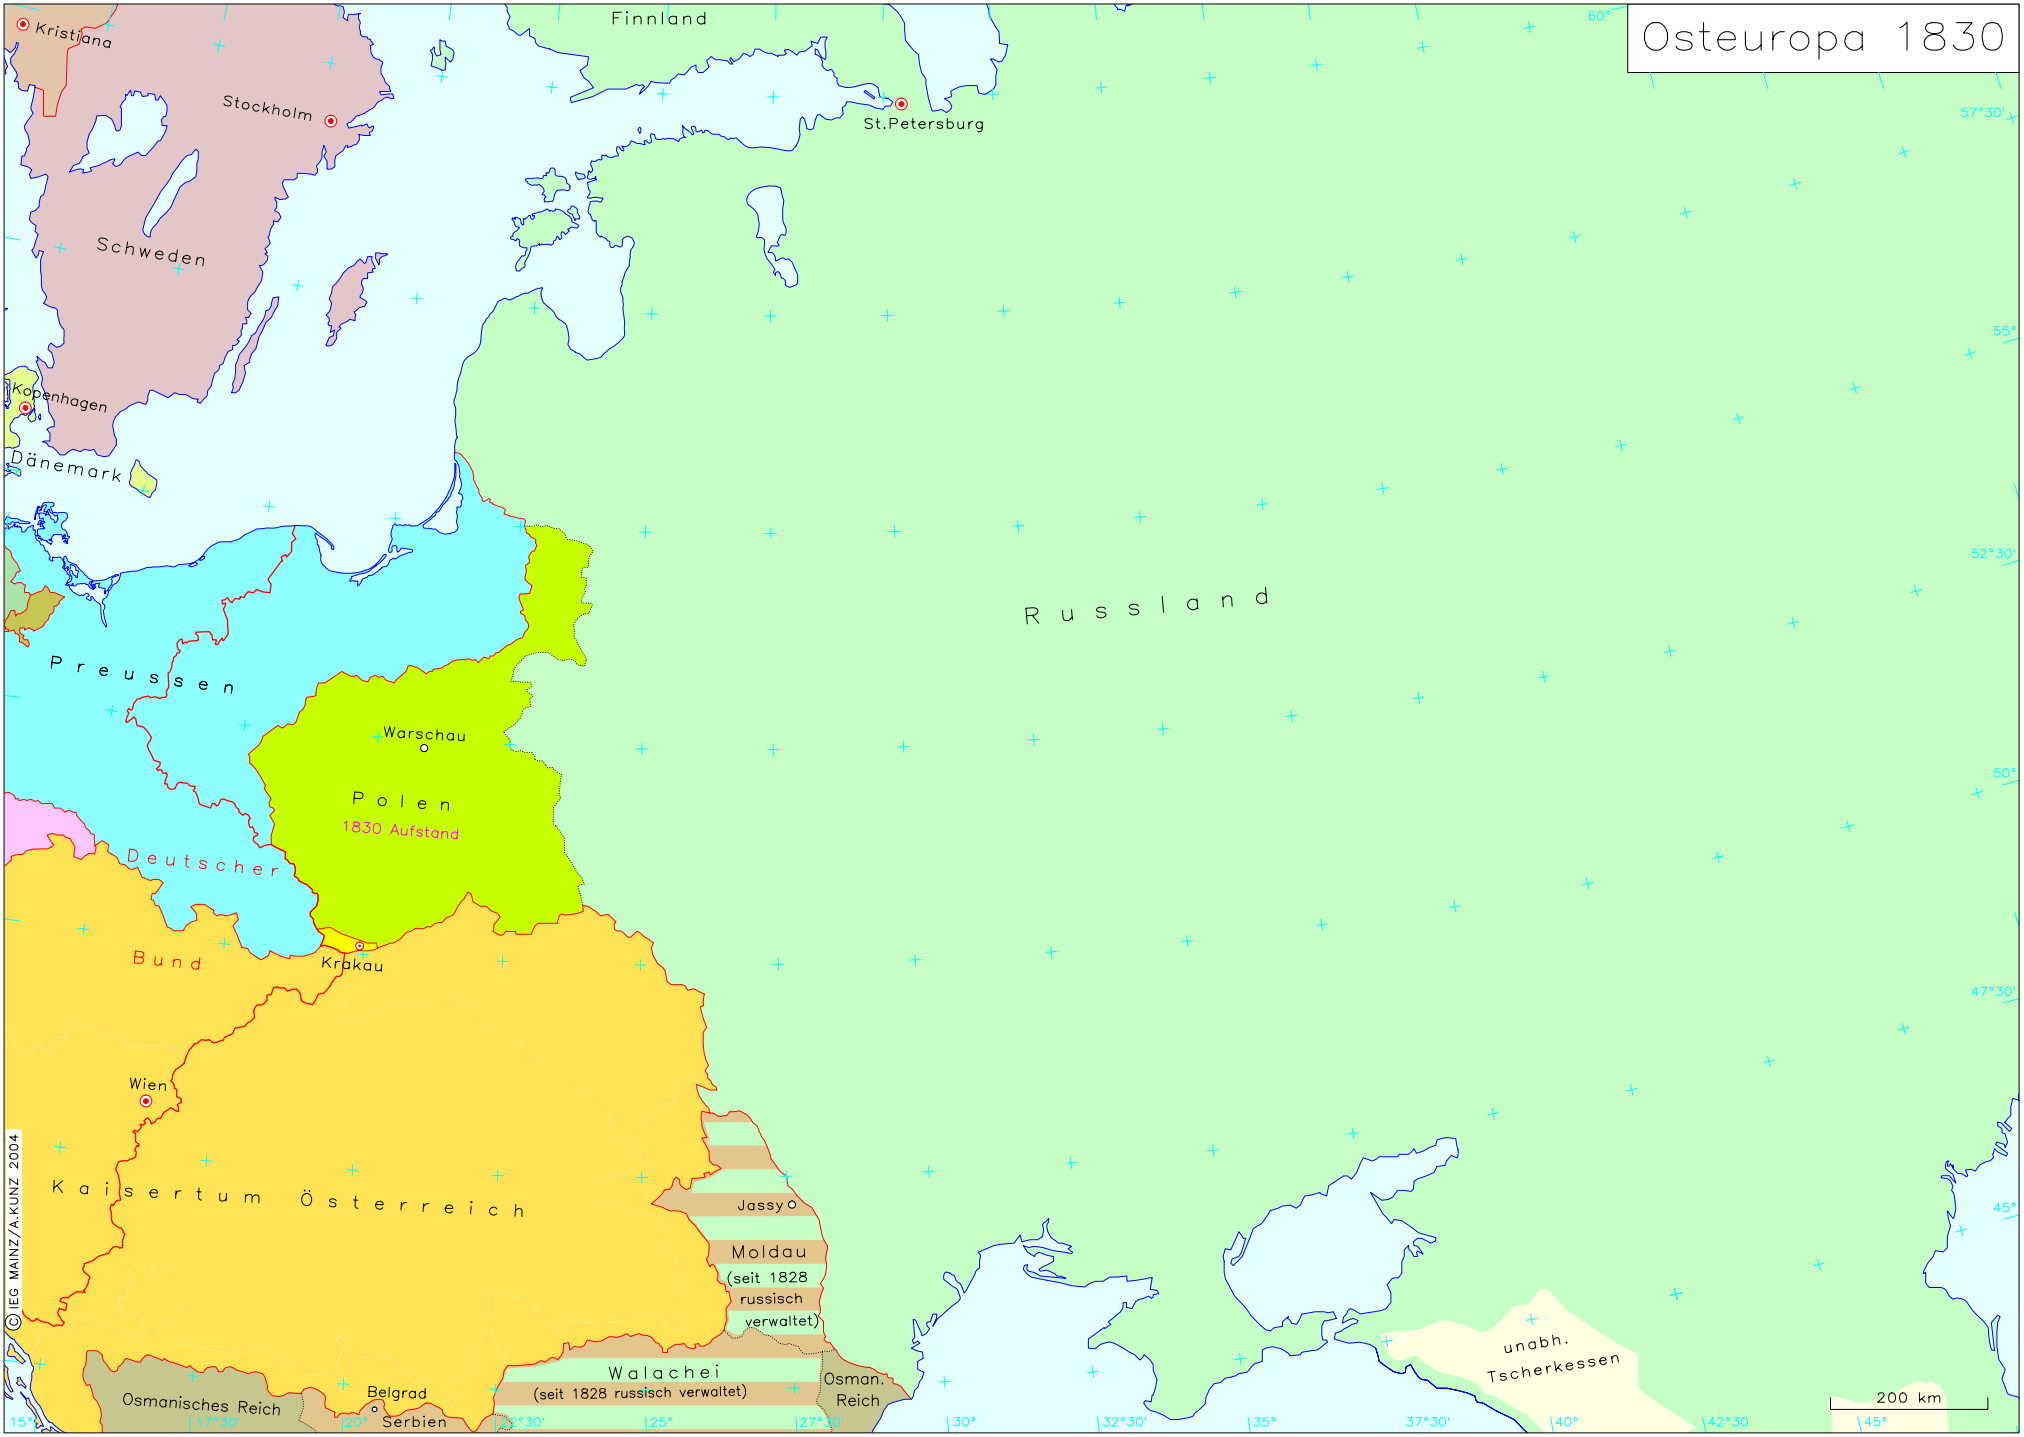 Osteuropa 1830
Finnland
60°
Kristiana
Stockholm
St.Petersburg
57°30'
Schweden
55°
Kopenhagen
Dänemark
52°30'
Russland
Preussen
Warschau
50°
Polen
1830 Aufstand
Deutscher
Bund
Krakau
47°30'
Wien
Kaisertum Österreich
Jassy
45°
Moldau
(seit 1828
russisch
verwaltet)
©IEG MAINZ/A.KUNZ 2004
unabh.
Tscherkessen
Walachei
(seit 1828 russisch verwaltet)
Osman.
Reich
Osmanisches Reich
Belgrad
Serbien
200 km
15°
17°30'
20°
22°30'
25°
27°30'
30°
32°30'
35°
37°30'
40°
42°30'
45°